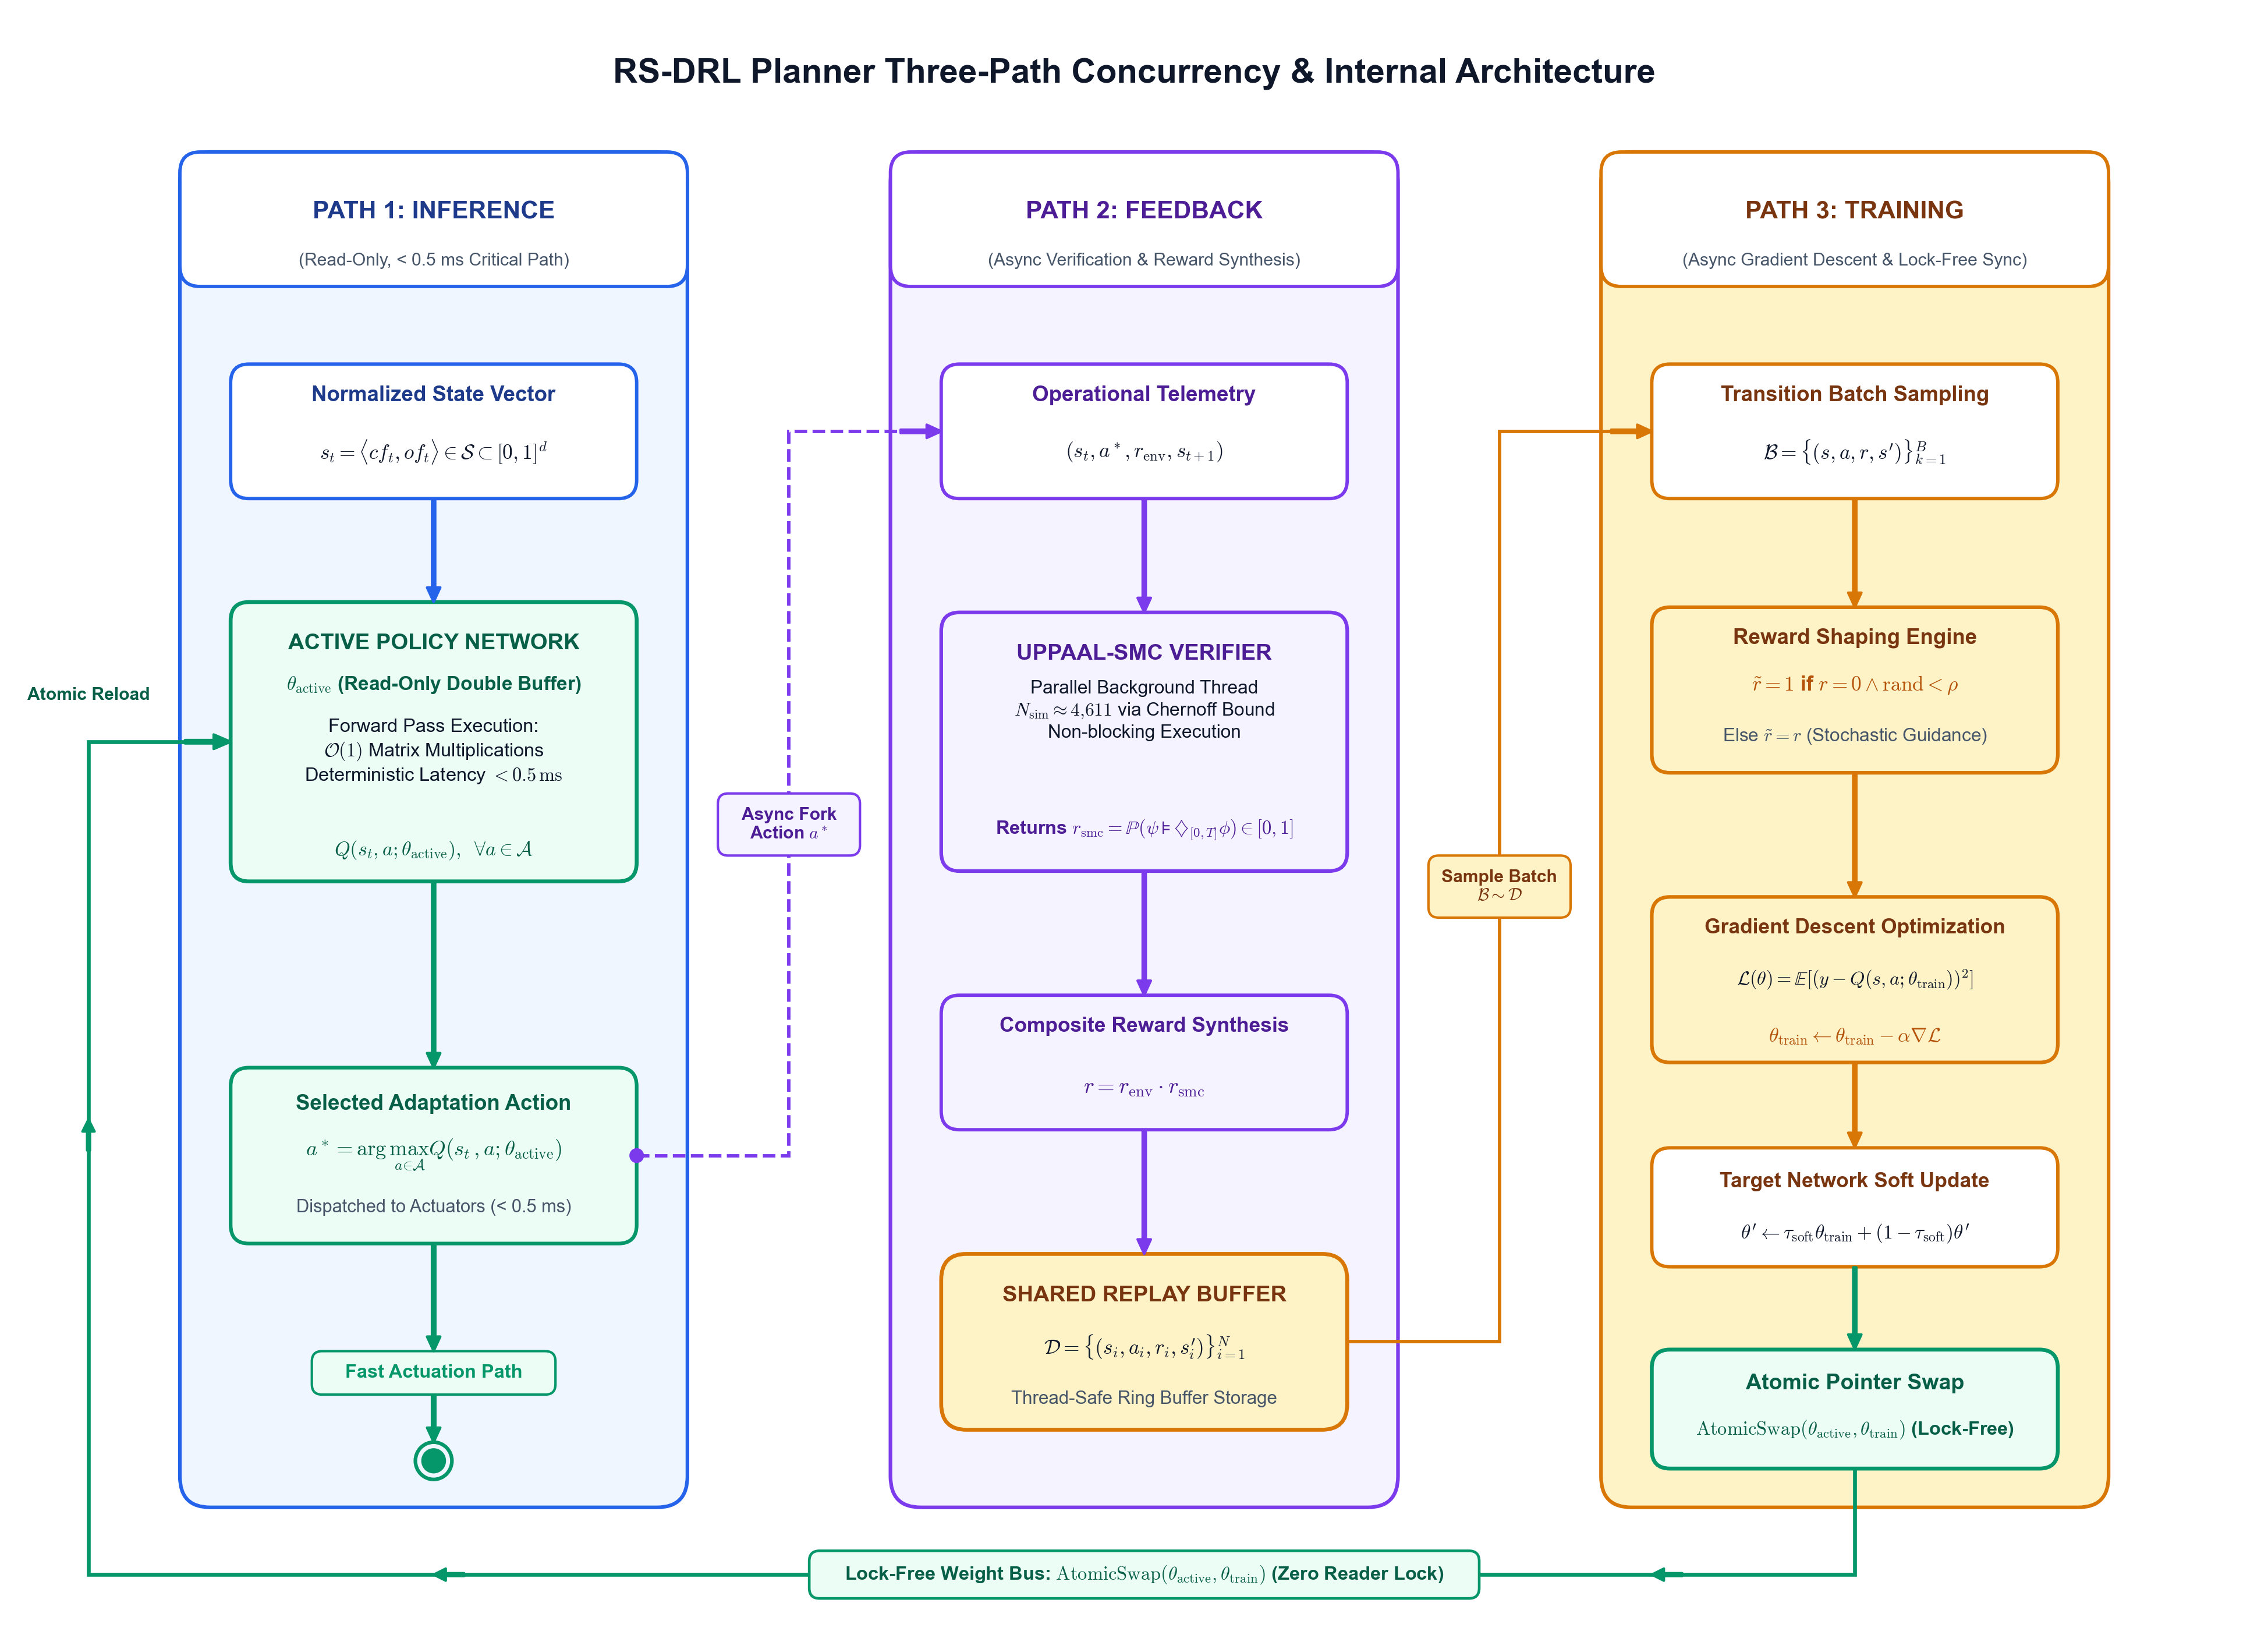 RS-DRL Planner Three-Path Concurrency & Internal Architecture
PATH 1: INFERENCE
(Read-Only, < 0.5 ms Critical Path)
Normalized State Vector
s_t = ⟨cf_t, of_t⟩ ∈ 𝒮 ⊂ [0, 1]^d
ACTIVE POLICY NETWORK
θ_active (Read-Only Double Buffer)
Forward Pass Execution:
𝒪(1) Matrix Multiplications
Deterministic Latency < 0.5 ms
Q(s_t, a; θ_active), ∀a ∈ 𝒜
Atomic Reload
Selected Adaptation Action
a* = arg max_{a∈𝒜} Q(s_t, a; θ_active)
Dispatched to Actuators (< 0.5 ms)
Fast Actuation Path
Async Fork
Action a*
PATH 2: FEEDBACK
(Async Verification & Reward Synthesis)
Operational Telemetry
(s_t, a*, r_env, s_{t+1})
UPPAAL-SMC VERIFIER
Parallel Background Thread
N_sim ≈ 4,611 via Chernoff Bound
Non-blocking Execution
Returns r_smc = ℙ(ψ ⊨ ◇_{[0,T]} ϕ) ∈ [0, 1]
Composite Reward Synthesis
r = r_env · r_smc
SHARED REPLAY BUFFER
𝒟 = {(s_i, a_i, r_i, s′_i)}_{i=1}^N
Thread-Safe Ring Buffer Storage
Sample Batch
ℬ ∼ 𝒟
PATH 3: TRAINING
(Async Gradient Descent & Lock-Free Sync)
Transition Batch Sampling
ℬ = {(s, a, r, s′)}_{k=1}^B
Reward Shaping Engine
r̃ = 1 if r = 0 ∧ rand < ρ
Else r̃ = r (Stochastic Guidance)
Gradient Descent Optimization
ℒ(θ) = 𝔼[(y − Q(s, a; θ_train))²]
θ_train ← θ_train − α∇ℒ
Target Network Soft Update
θ′ ← τ_soft θ_train + (1 − τ_soft)θ′
Atomic Pointer Swap
AtomicSwap(θ_active, θ_train) (Lock-Free)
Lock-Free Weight Bus: AtomicSwap(θ_active, θ_train) (Zero Reader Lock)